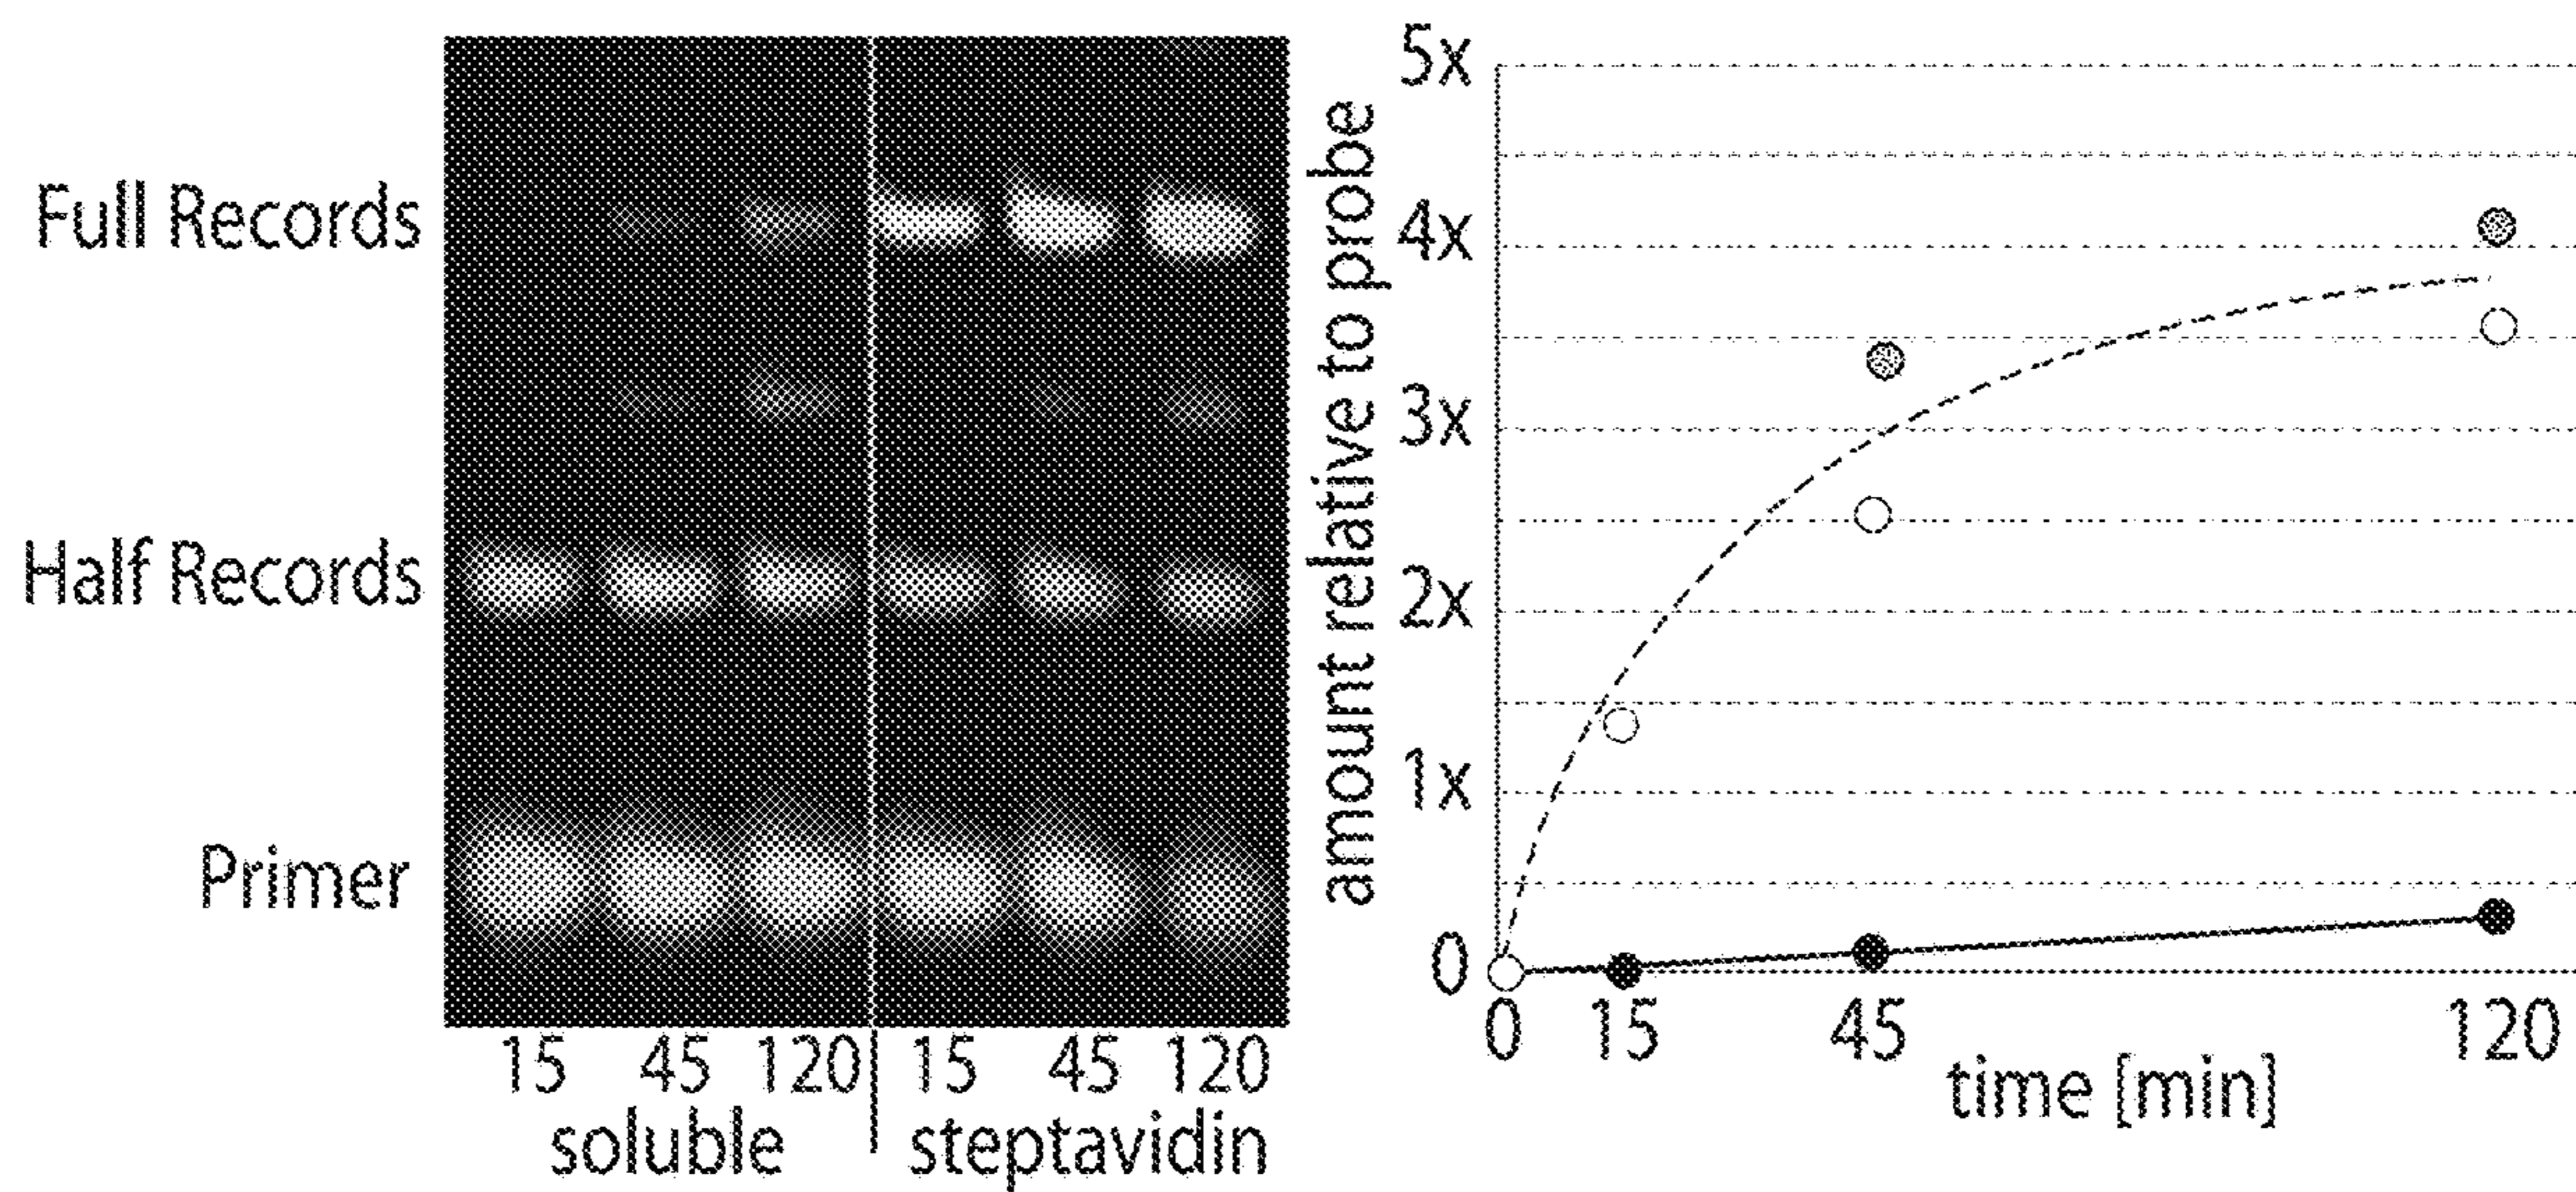 Full Records
Half Records
Primer
15 45 120 15 45 120
soluble steptavidin
amount relative to probe
5x
4x
3x
2x
1x
0
0 15 45 120
time [min]